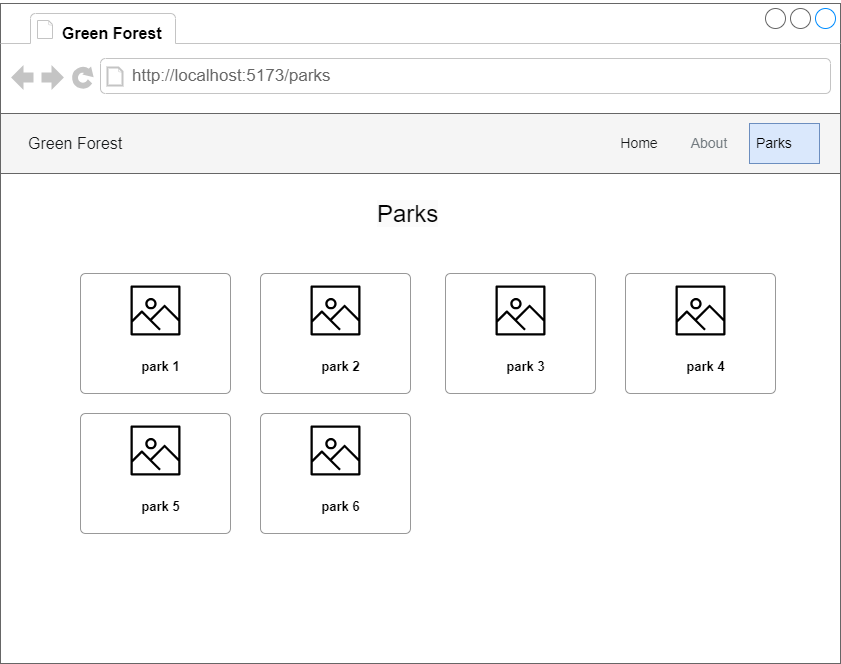 Green Forest
http://localhost:5173/parks
Green Forest Home About Parks
Parks
park 1 park 2 park 3 park 4
park 5 park 6